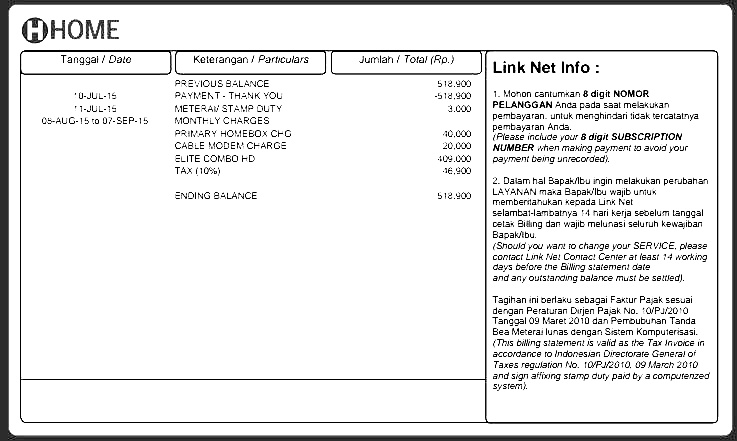 HOME
Tanggal / Date Keterangan / Particulars Jumlah / Total (Rp.)
PREVIOUS BALANCE 518,900
10-JUL-15 PAYMENT - THANK YOU -518,900
11-JUL-15 METERAI/ STAMP DUTY 3,000
08-AUG-15 to 07-SEP-15 MONTHLY CHARGES
PRIMARY HOMEBOX CHG 40,000
CABLE MODEM CHARGE 20,000
ELITE COMBO HD 409,000
TAX (10%) 46,900
ENDING BALANCE 518,900
Link Net Info :
1. Mohon cantumkan 8 digit NOMOR
PELANGGAN Anda pada saat melakukan
pembayaran, untuk menghindari tidak tercatatnya
pembayaran Anda.
(Please include your 8 digit SUBSCRIPTION
NUMBER when making payment to avoid your
payment being unrecorded).
2. Dalam hal Bapak/Ibu ingin melakukan perubahan
LAYANAN maka Bapak/Ibu wajib untuk
memberitahukan kepada Link Net
selambat-lambatnya 14 hari kerja sebelum tanggal
cetak Billing dan wajib melunasi seluruh kewajiban
Bapak/Ibu.
(Should you want to change your SERVICE, please
contact Link Net Contact Center at least 14 working
days before the Billing statement date
and any outstanding balance must be settled).
Tagihan ini berlaku sebagai Faktur Pajak sesuai
dengan Peraturan Dirjen Pajak No. 10/PJ/2010
Tanggal 09 Maret 2010 dan Pembubuhan Tanda
Bea Meterai lunas dengan Sistem Komputerisasi.
(This billing statement is valid as the Tax Invoice in
accordance to Indonesian Directorate General of
Taxes regulation No. 10/PJ/2010, 09 March 2010
and sign affixing stamp duty paid by a computerized
system).